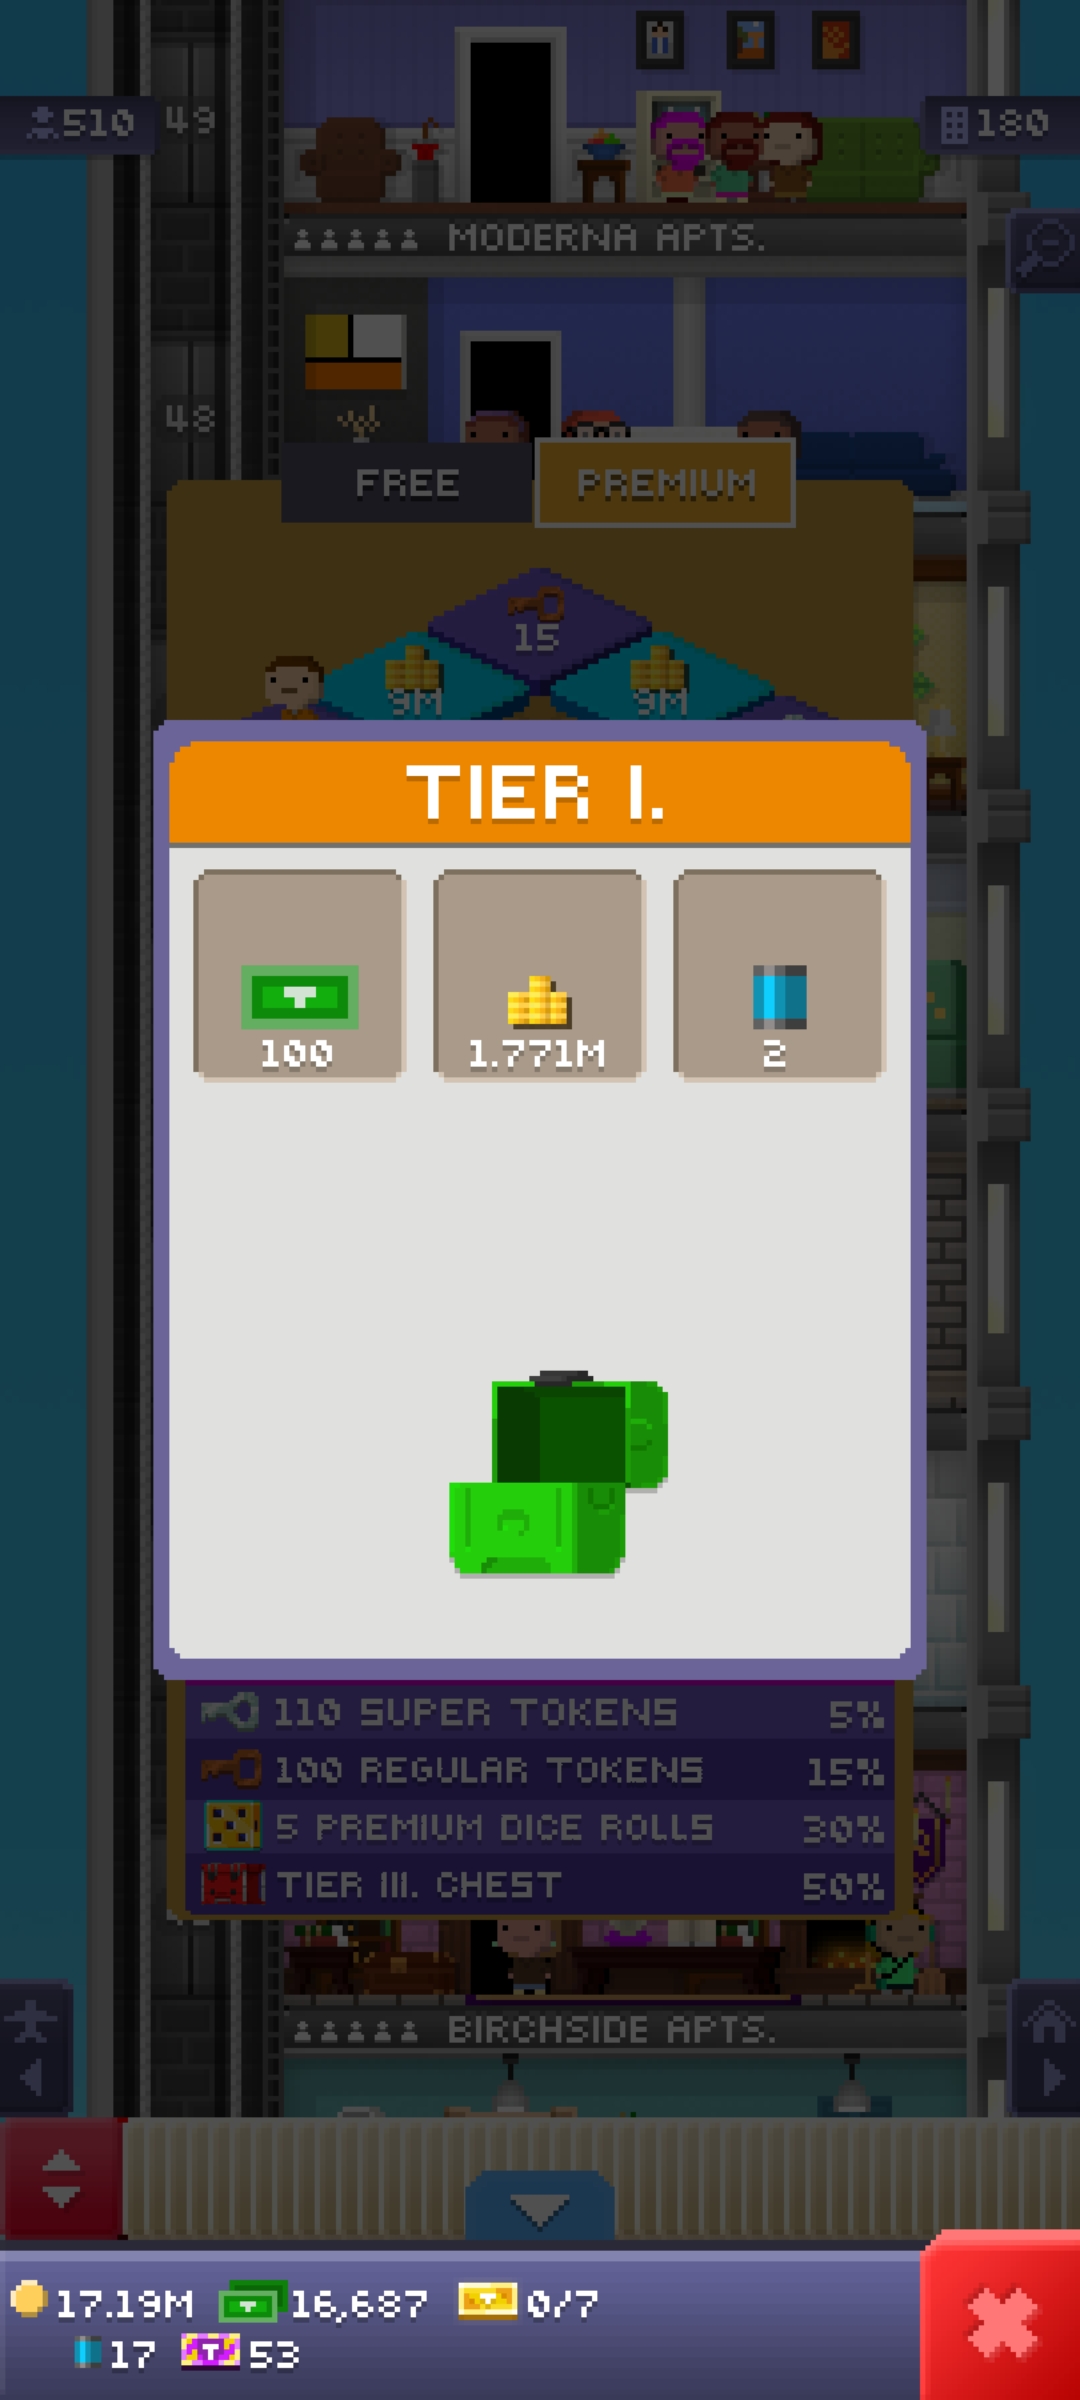 510
49
180
MODERNA APTS.
48
FREE
PREMIUM
15
9M
9M
TIER I.
100
1.771M
2
110 SUPER TOKENS 5%
100 REGULAR TOKENS 15%
5 PREMIUM DICE ROLLS 30%
TIER III. CHEST 50%
BIRCHSIDE APTS.
17.19M 16,687 0/7
17 53